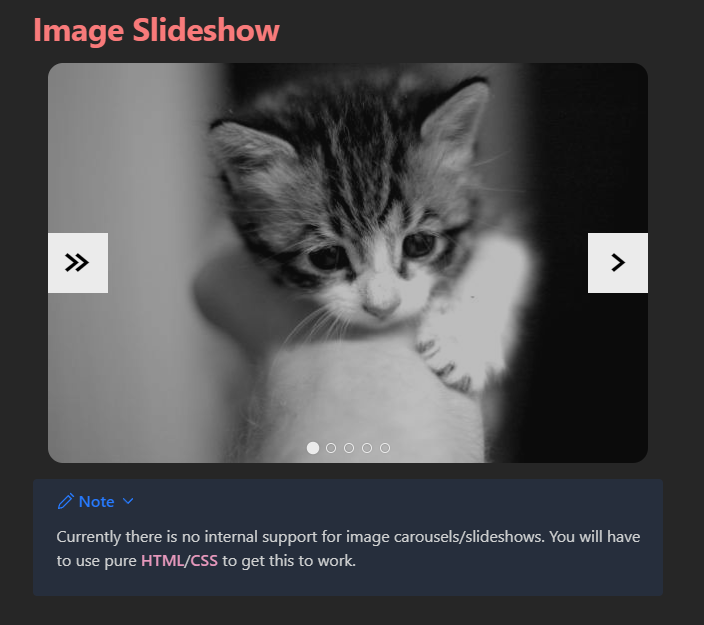 Image Slideshow
Note
Currently there is no internal support for image carousels/slideshows. You will have
to use pure HTML/CSS to get this to work.